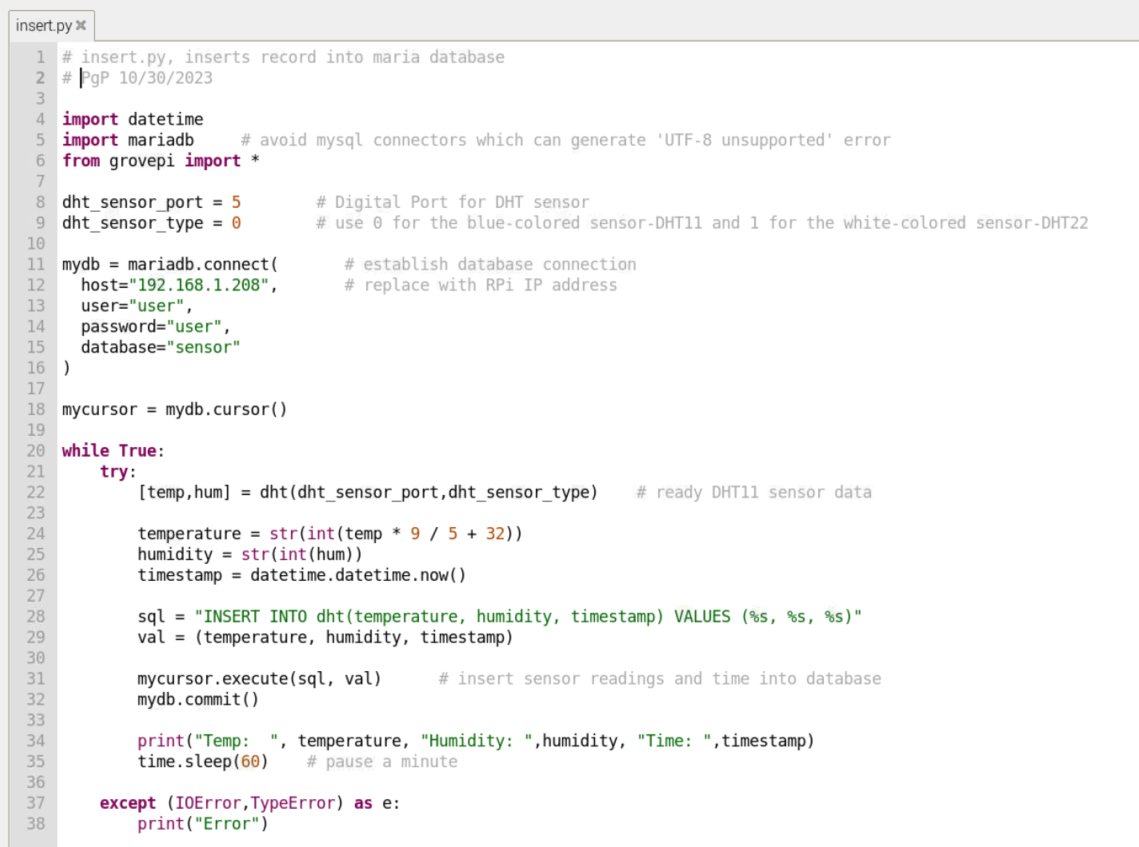 insert.py
1 # insert.py, inserts record into maria database
2 # PgP 10/30/2023
3
4 import datetime
5 import mariadb     # avoid mysql connectors which can generate 'UTF-8 unsupported' error
6 from grovepi import *
7
8 dht_sensor_port = 5        # Digital Port for DHT sensor
9 dht_sensor_type = 0        # use 0 for the blue-colored sensor-DHT11 and 1 for the white-colored sensor-DHT22
10
11 mydb = mariadb.connect(       # establish database connection
12   host="192.168.1.208",       # replace with RPi IP address
13   user="user",
14   password="user",
15   database="sensor"
16 )
17
18 mycursor = mydb.cursor()
19
20 while True:
21     try:
22         [temp,hum] = dht(dht_sensor_port,dht_sensor_type)    # ready DHT11 sensor data
23
24         temperature = str(int(temp * 9 / 5 + 32))
25         humidity = str(int(hum))
26         timestamp = datetime.datetime.now()
27
28         sql = "INSERT INTO dht(temperature, humidity, timestamp) VALUES (%s, %s, %s)"
29         val = (temperature, humidity, timestamp)
30
31         mycursor.execute(sql, val)      # insert sensor readings and time into database
32         mydb.commit()
33
34         print("Temp:  ", temperature, "Humidity: ",humidity, "Time: ",timestamp)
35         time.sleep(60)    # pause a minute
36
37     except (IOError,TypeError) as e:
38         print("Error")